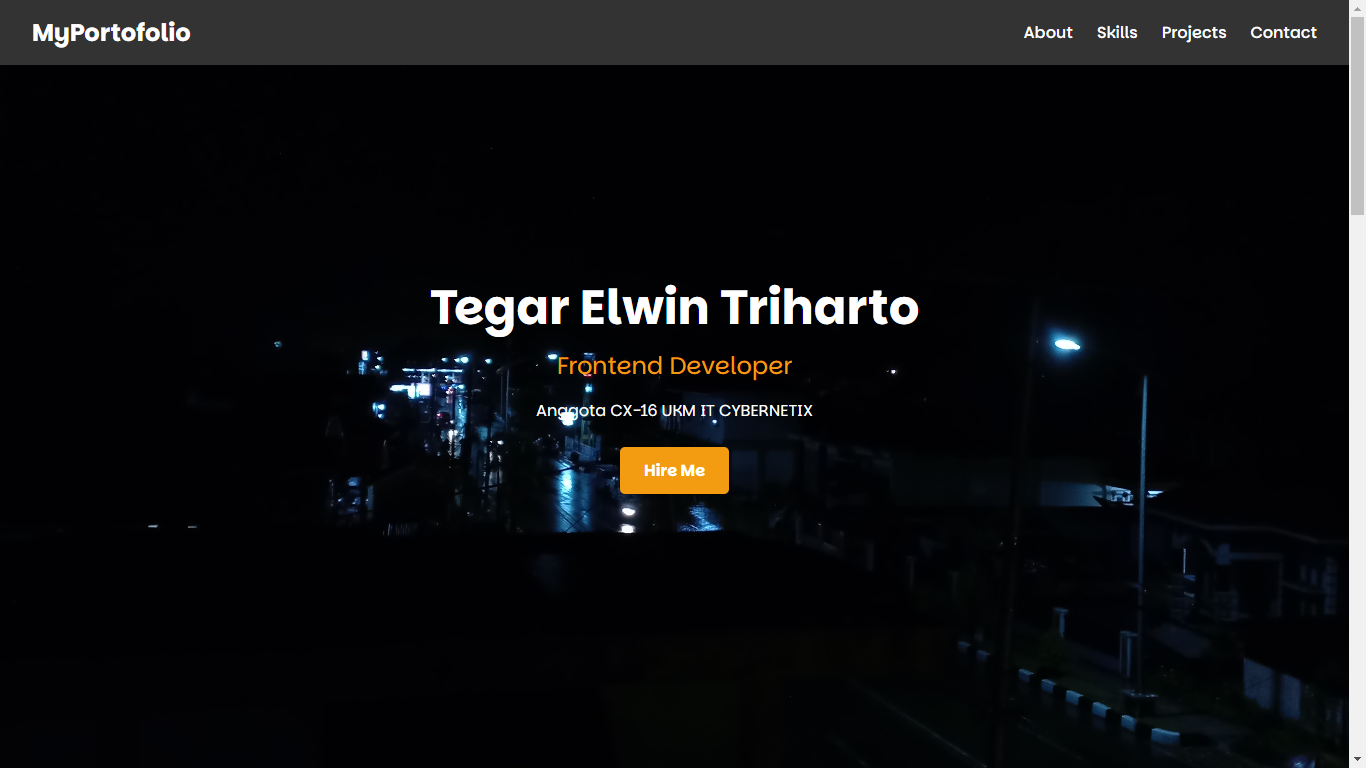 MyPortofolio
About Skills Projects Contact
Tegar Elwin Triharto
Frontend Developer
Anggota CX-16 UKM IT CYBERNETIX
Hire Me